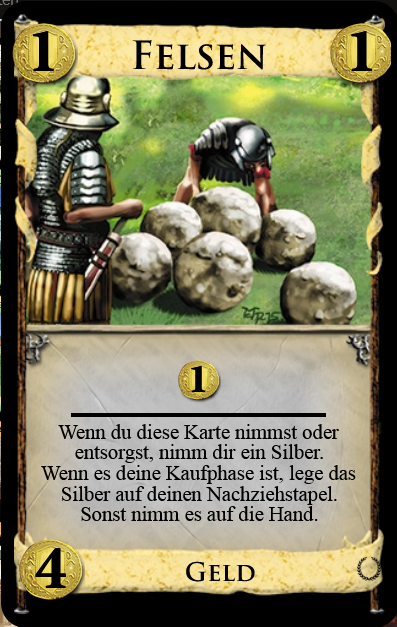 1 FELSEN 1
1
Wenn du diese Karte nimmst oder
entsorgst, nimm dir ein Silber.
Wenn es deine Kaufphase ist, lege das
Silber auf deinen Nachziehstapel.
Sonst nimm es auf die Hand.
4 GELD